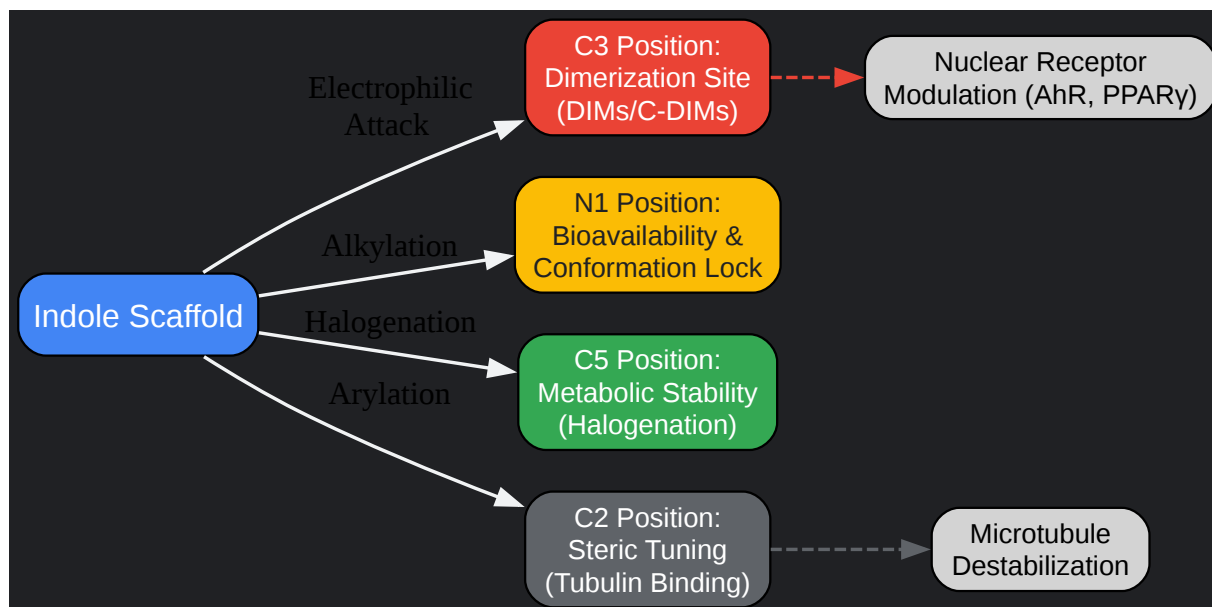 Indole Scaffold
Electrophilic
Attack
Alkylation
Halogenation
Arylation
C3 Position:
Dimerization Site
(DIMs/C-DIMs)
N1 Position:
Bioavailability &
Conformation Lock
C5 Position:
Metabolic Stability
(Halogenation)
C2 Position:
Steric Tuning
(Tubulin Binding)
Nuclear Receptor
Modulation (AhR, PPARγ)
Microtubule
Destabilization